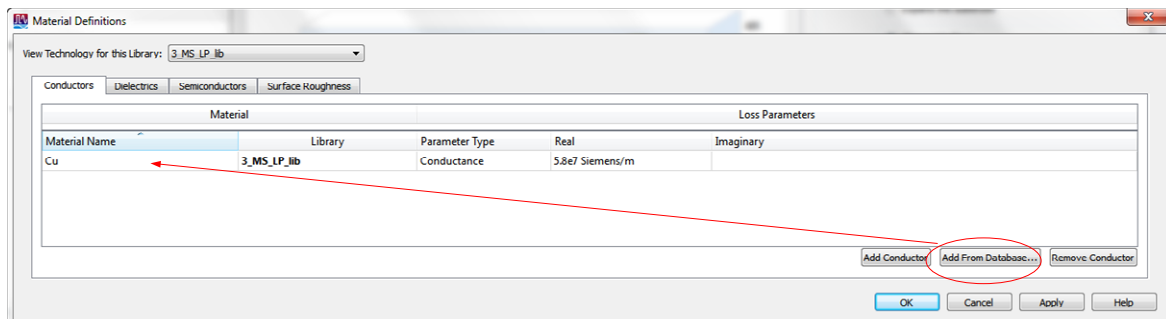 Material Definitions
View Technology for this Library: 3_MS_LP_lib
Conductors Dielectrics Semiconductors Surface Roughness
Material Loss Parameters
Material Name Library Parameter Type Real Imaginary
Cu 3_MS_LP_lib Conductance 5.8e7 Siemens/m
Add Conductor Add From Database... Remove Conductor
OK Cancel Apply Help